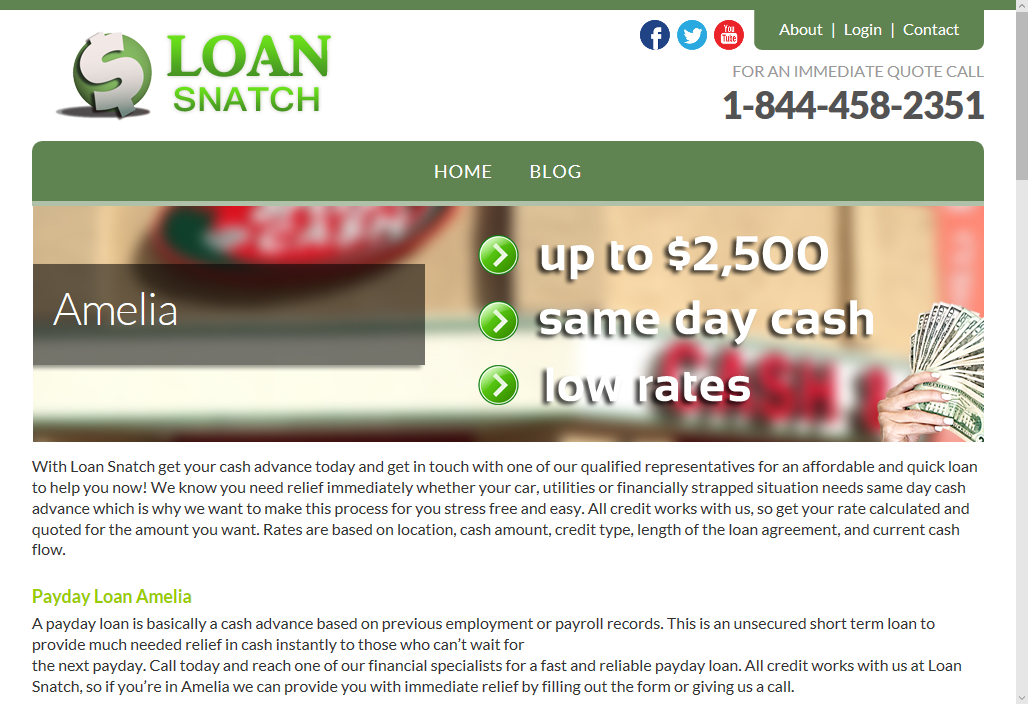 About | Login | Contact
You
Tube
LOAN
SNATCH
FOR AN IMMEDIATE QUOTE CALL
1-844-458-2351
HOME BLOG
CASH
up to $2,500
Amelia
same day cash
low rates
CASH
With Loan Snatch get your cash advance today and get in touch with one of our qualified representatives for an affordable and quick loan
to help you now! We know you need relief immediately whether your car, utilities or financially strapped situation needs same day cash
advance which is why we want to make this process for you stress free and easy. All credit works with us, so get your rate calculated and
quoted for the amount you want. Rates are based on location, cash amount, credit type, length of the loan agreement, and current cash
flow.
Payday Loan Amelia
A payday loan is basically a cash advance based on previous employment or payroll records. This is an unsecured short term loan to
provide much needed relief in cash instantly to those who can’t wait for
the next payday. Call today and reach one of our financial specialists for a fast and reliable payday loan. All credit works with us at Loan
Snatch, so if you’re in Amelia we can provide you with immediate relief by filling out the form or giving us a call.